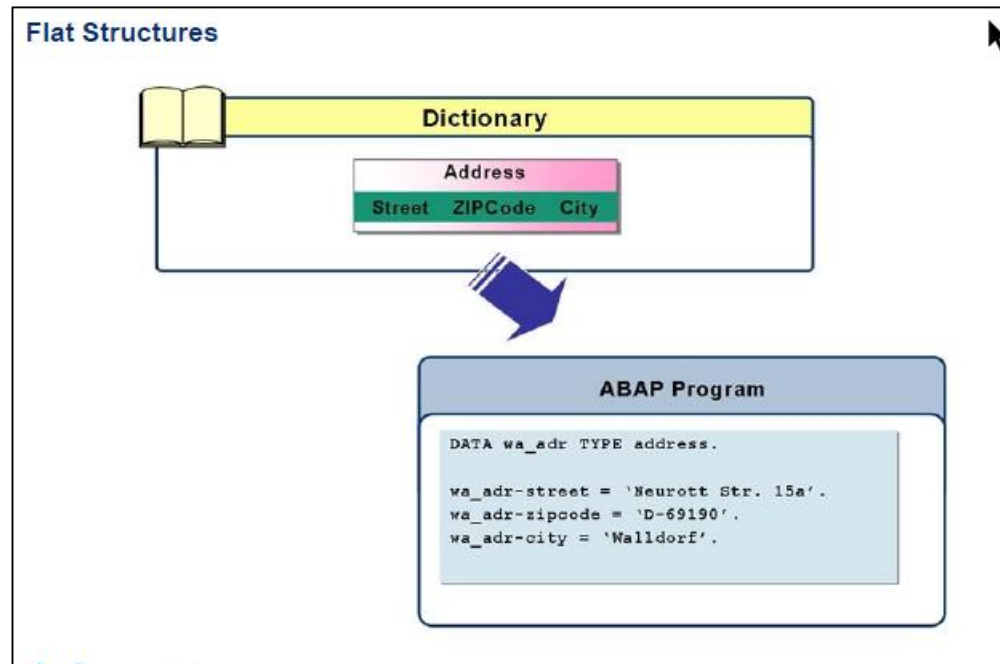 Flat Structures
Dictionary
Address
Street ZIPCode City
ABAP Program
DATA wa_adr TYPE address.
wa_adr-street = ‘Neurott Str. 15a’.
wa_adr-zipcode = ‘D-69190’.
wa_adr-city = ‘Walldorf’.